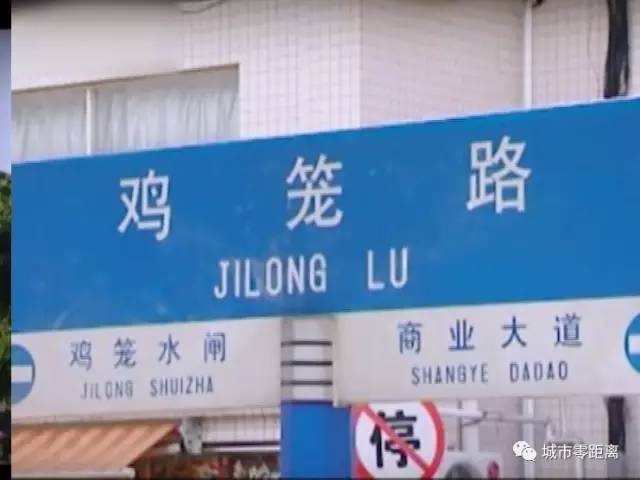 鸡笼路
JILONG LU
鸡笼水闸
JILONG SHUIZHA
商业大道
SHANGYE DADAO
停
城市零距离